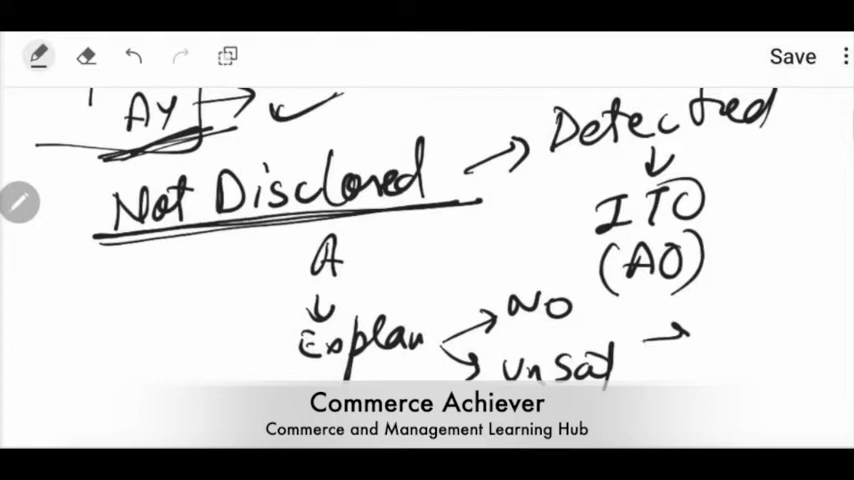 Save
AY
Detected
Not Disclosed
ITO
A
(AO)
NO
Explan
unsat
Commerce Achiever
Commerce and Management Learning Hub